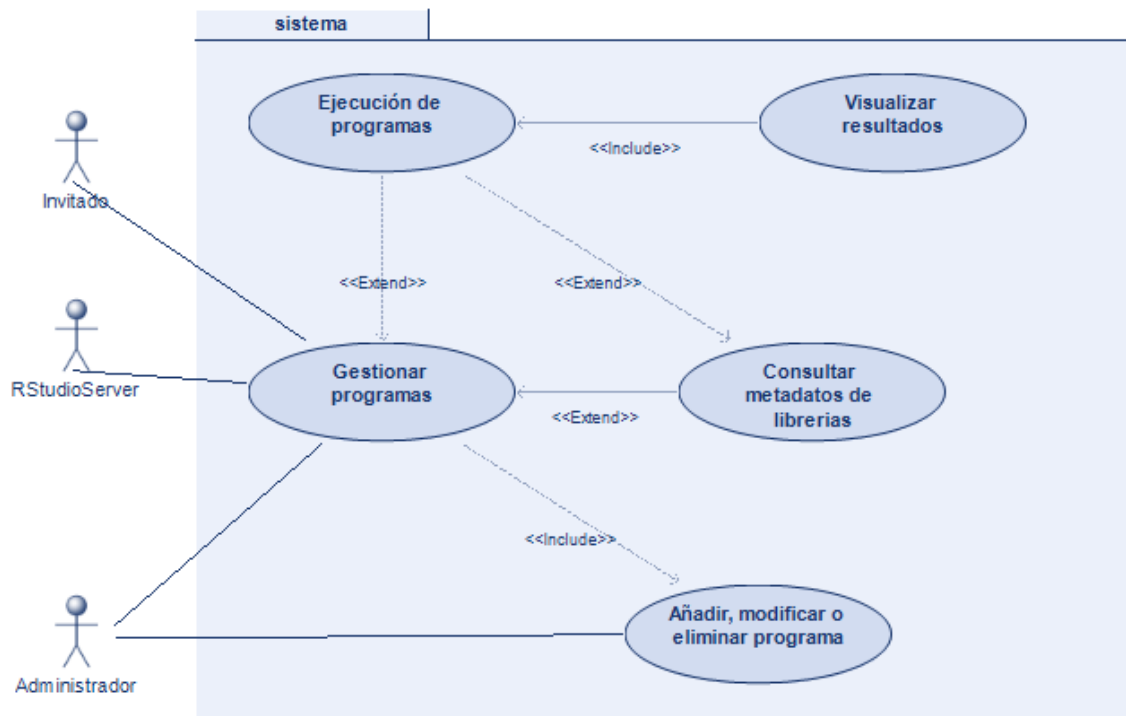 sistema
Ejecución de
programas
Visualizar
resultados
<<Include>>
Invitado
<<Extend>>
<<Extend>>
RStudioServer
Gestionar
programas
Consultar
metadatos de
librerias
<<Extend>>
<<Include>>
Añadir, modificar o
eliminar programa
Administrador